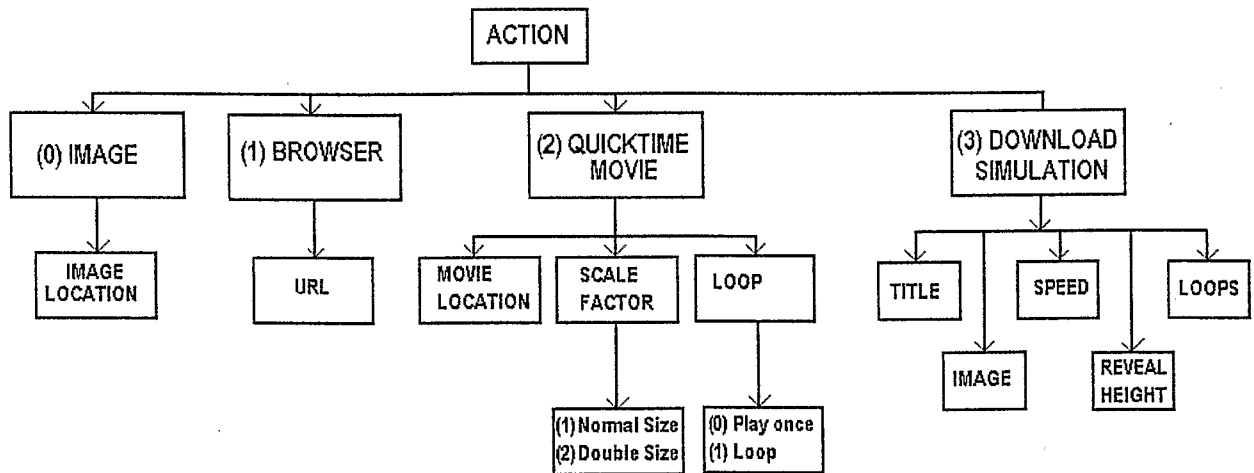 ACTION
(0) IMAGE
(1) BROWSER
(2) QUICKTIME
MOVIE
(3) DOWNLOAD
SIMULATION
IMAGE
LOCATION
URL
MOVIE
LOCATION
SCALE
FACTOR
LOOP
TITLE
SPEED
LOOPS
IMAGE
REVEAL
HEIGHT
(1) Normal Size
(2) Double Size
(0) Play once
(1) Loop